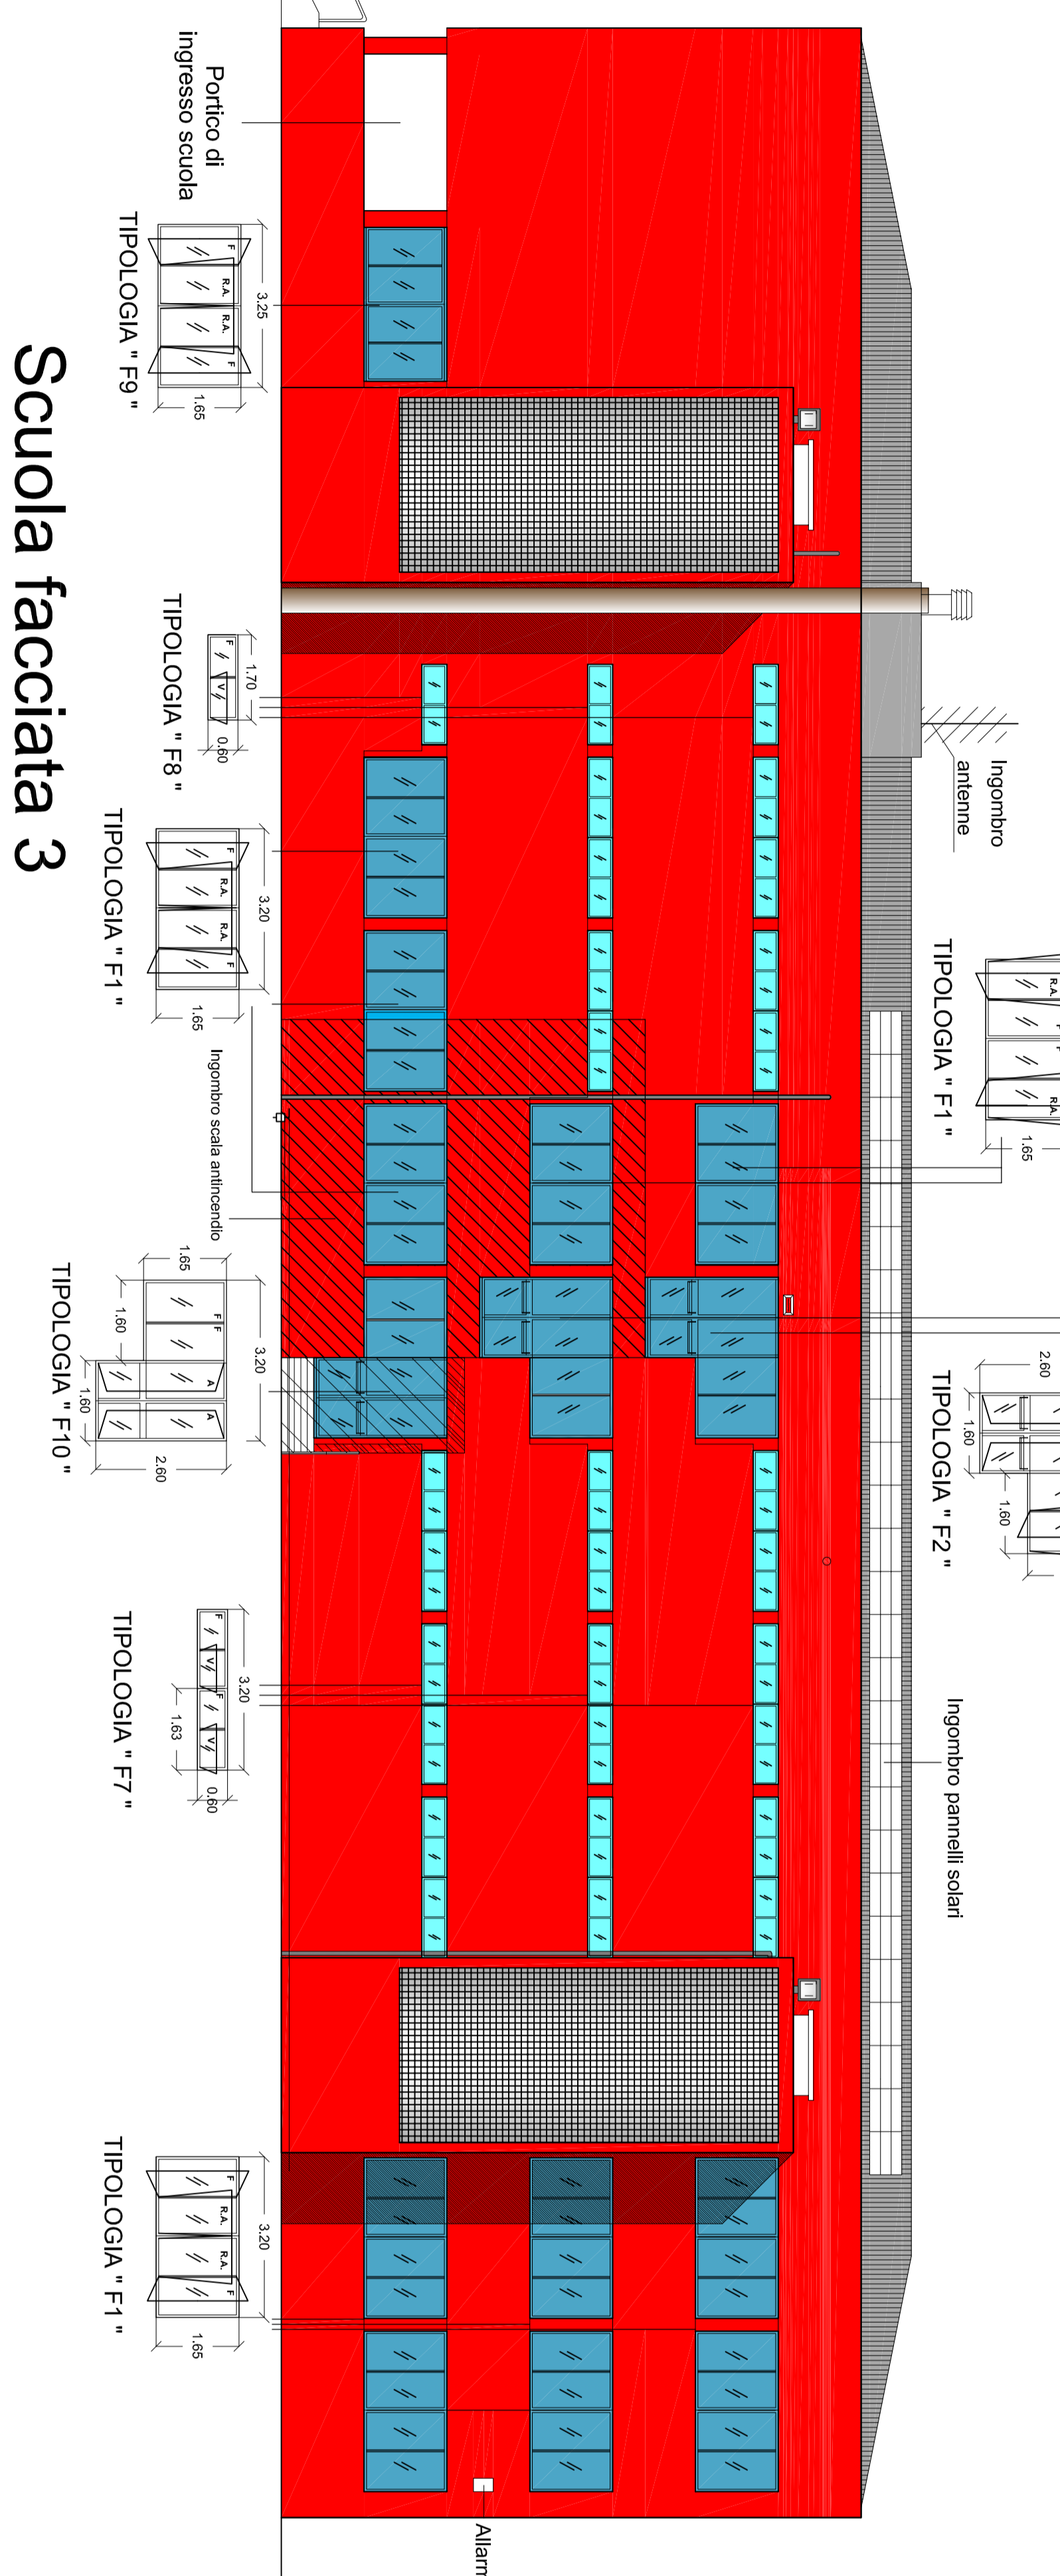 Ingombro
antenne
TIPOLOGIA " F1 "
R.A.
R.A.
1.65
2.60
1.60
1.60
TIPOLOGIA " F2 "
Ingombro pannelli solari
Portico di
ingresso scuola
3.25
F
R.A.
R.A.
F
1.65
TIPOLOGIA " F9 "
1.70
F
V
0.60
TIPOLOGIA " F8 "
3.20
F
R.A.
R.A.
F
1.65
TIPOLOGIA " F1 "
Ingombro scala antincendio
3.20
1.65
F F
A
A
1.60
1.60
2.60
TIPOLOGIA " F10 "
3.20
F
V
F
V
1.63
0.60
TIPOLOGIA " F7 "
3.20
F
R.A.
R.A.
F
1.65
TIPOLOGIA " F1 "
Allarm
Scuola facciata 3